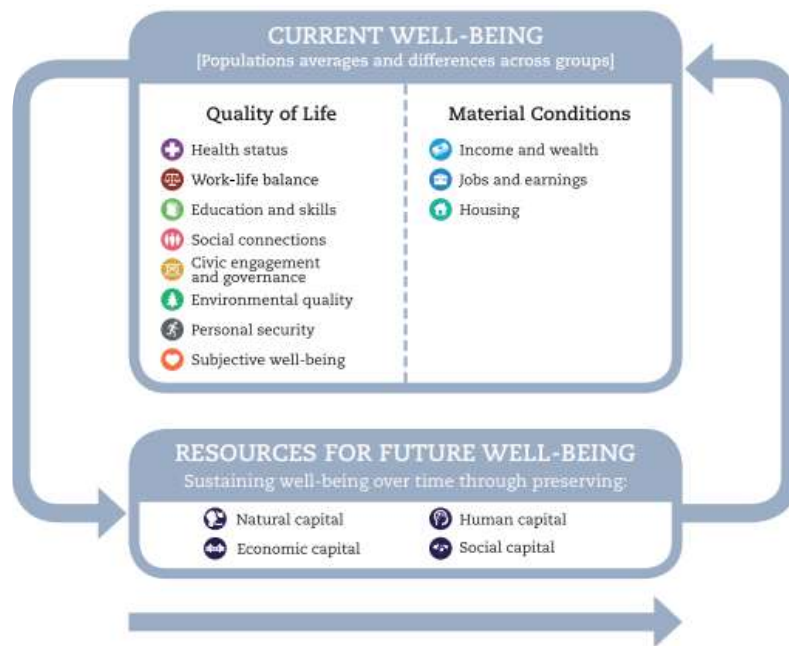 CURRENT WELL-BEING
[Populations averages and differences across groups]
Quality of Life
Health status
Work-life balance
Education and skills
Social connections
Civic engagement
and governance
Environmental quality
Personal security
Subjective well-being
Material Conditions
Income and wealth
Jobs and earnings
Housing
RESOURCES FOR FUTURE WELL-BEING
Sustaining well-being over time through preserving:
Natural capital
Human capital
Economic capital
Social capital